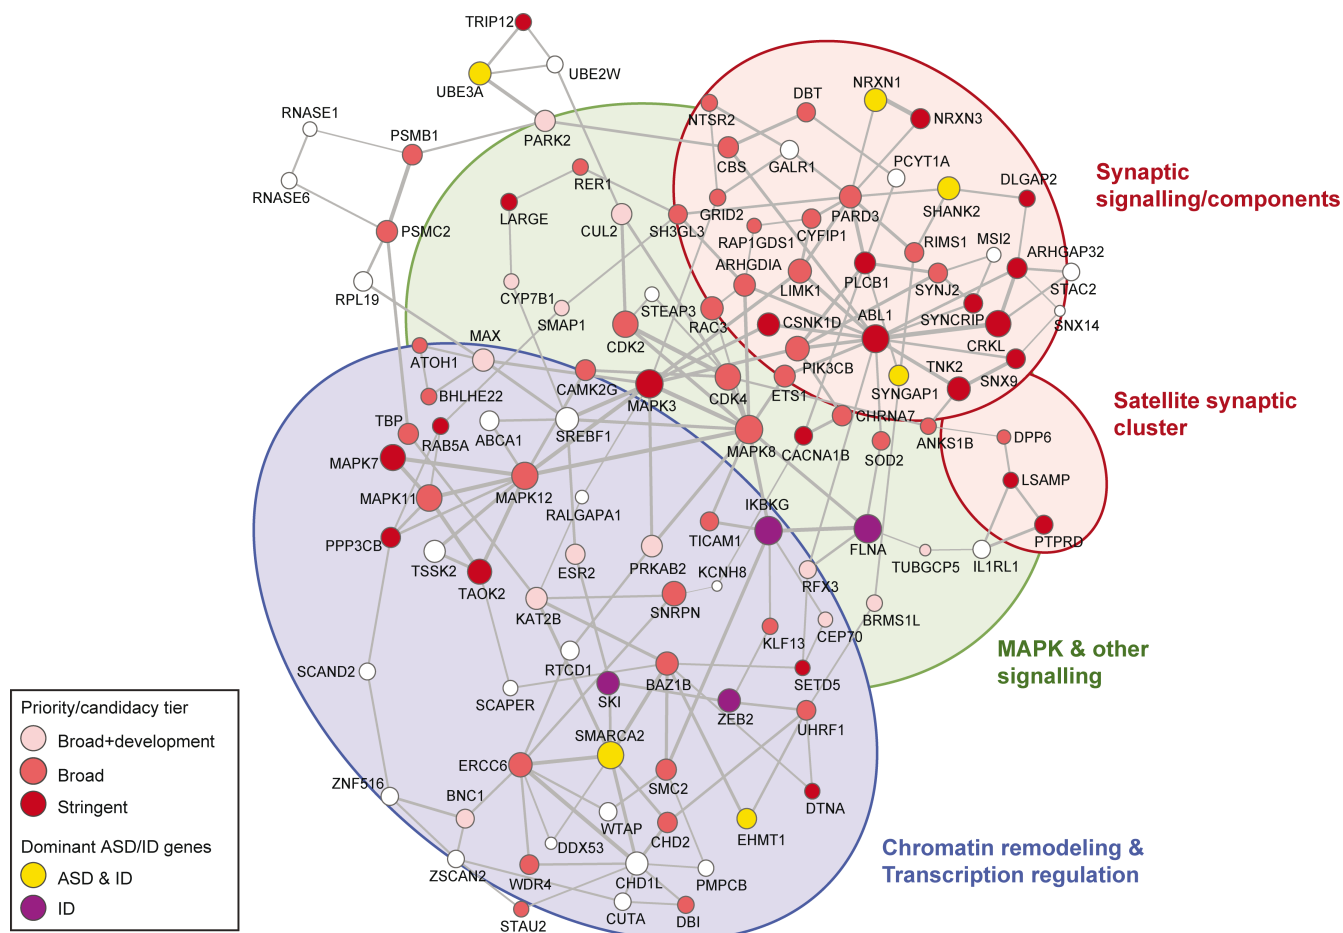 TRIP12
UBE2W
UBE3A
RNASE1
PSMB1
PARK2
RNASE6
PSMC2
RPL19
NTSR2
DBT
NRXN1
NRXN3
CBS
GALR1
PCYT1A
DLGAP2
SHANK2
Synaptic
signalling/components
RER1
LARGE
CUL2
SH3GL3
GRID2
PARD3
RAP1GDS1
CYFIP1
RIMS1
MSI2
ARHGAP32
ARHGDIA
LIMK1
PLCB1
SYNJ2
STAC2
CYP7B1
STEAP3
SMAP1
RAC3
CSNK1D
ABL1
SYNCRIP
SNX14
CRKL
CDK2
MAX
ATOH1
PIK3CB
TNK2
SNX9
CAMK2G
MAPK3
CDK4
ETS1
SYNGAP1
BHLHE22
Satellite synaptic
cluster
TBP
RAB5A
ABCA1
SREBF1
CHRNA7
ANKS1B
DPP6
MAPK8
CACNA1B
SOD2
MAPK7
LSAMP
MAPK11
MAPK12
RALGAPA1
IKBKG
PPP3CB
TICAM1
FLNA
PTPRD
TSSK2
TAOK2
ESR2
PRKAB2
KCNH8
RFX3
TUBGCP5
IL1RL1
KAT2B
SNRPN
BRMS1L
KLF13
CEP70
MAPK & other
signalling
SCAND2
RTCD1
SCAPER
SKI
BAZ1B
SETD5
ZEB2
UHRF1
SMARCA2
ERCC6
SMC2
ZNF516
BNC1
DTNA
WTAP
CHD2
EHMT1
DDX53
ZSCAN2
WDR4
CHD1L
PMPCB
Chromatin remodeling &
Transcription regulation
STAU2
CUTA
DBI
Priority/candidacy tier
Broad+development
Broad
Stringent
Dominant ASD/ID genes
ASD & ID
ID